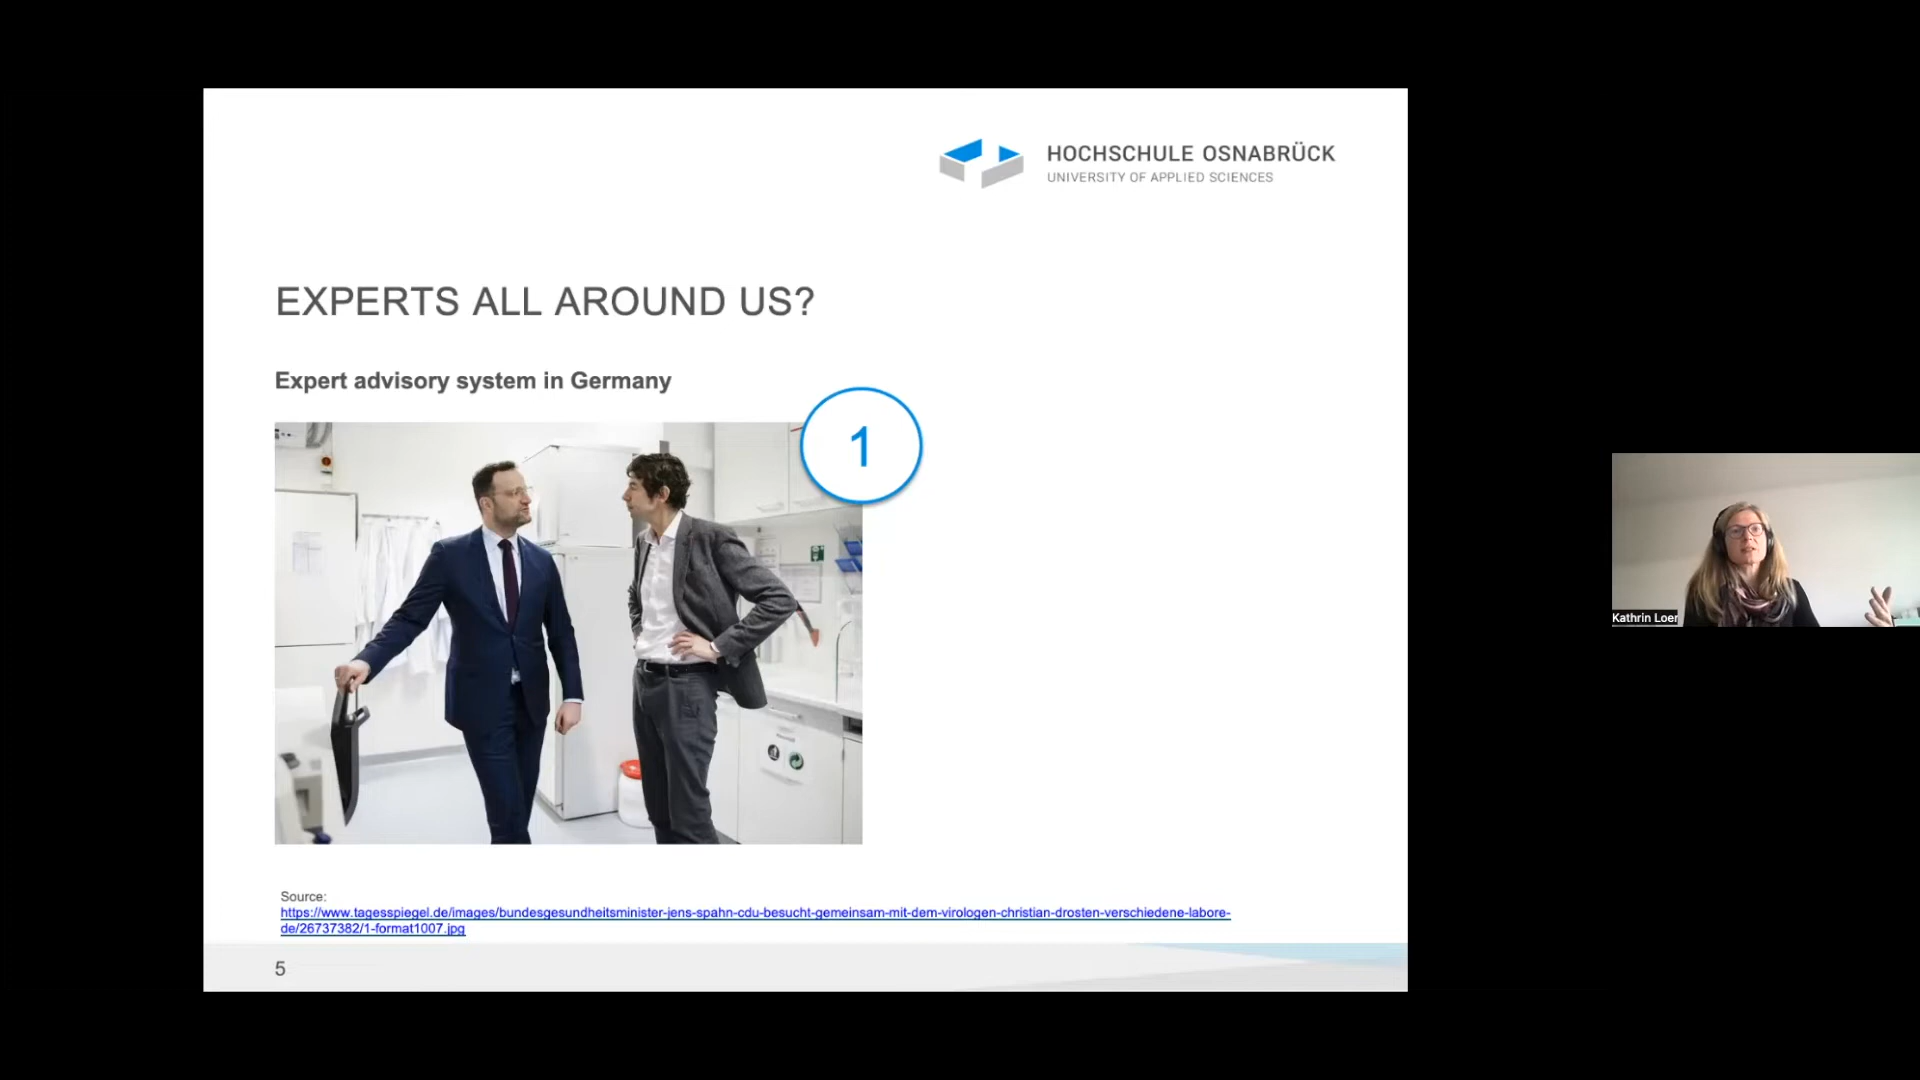 HOCHSCHULE OSNABRÜCK
UNIVERSITY OF APPLIED SCIENCES
EXPERTS ALL AROUND US?
Expert advisory system in Germany
1
Source:
https://www.tagesspiegel.de/images/bundesgesundheitsminister-jens-spahn-cdu-besucht-gemeinsam-mit-dem-virologen-christian-drosten-verschiedene-labore-
de/26737382/1-format1007.jpg
5
Kathrin Loer